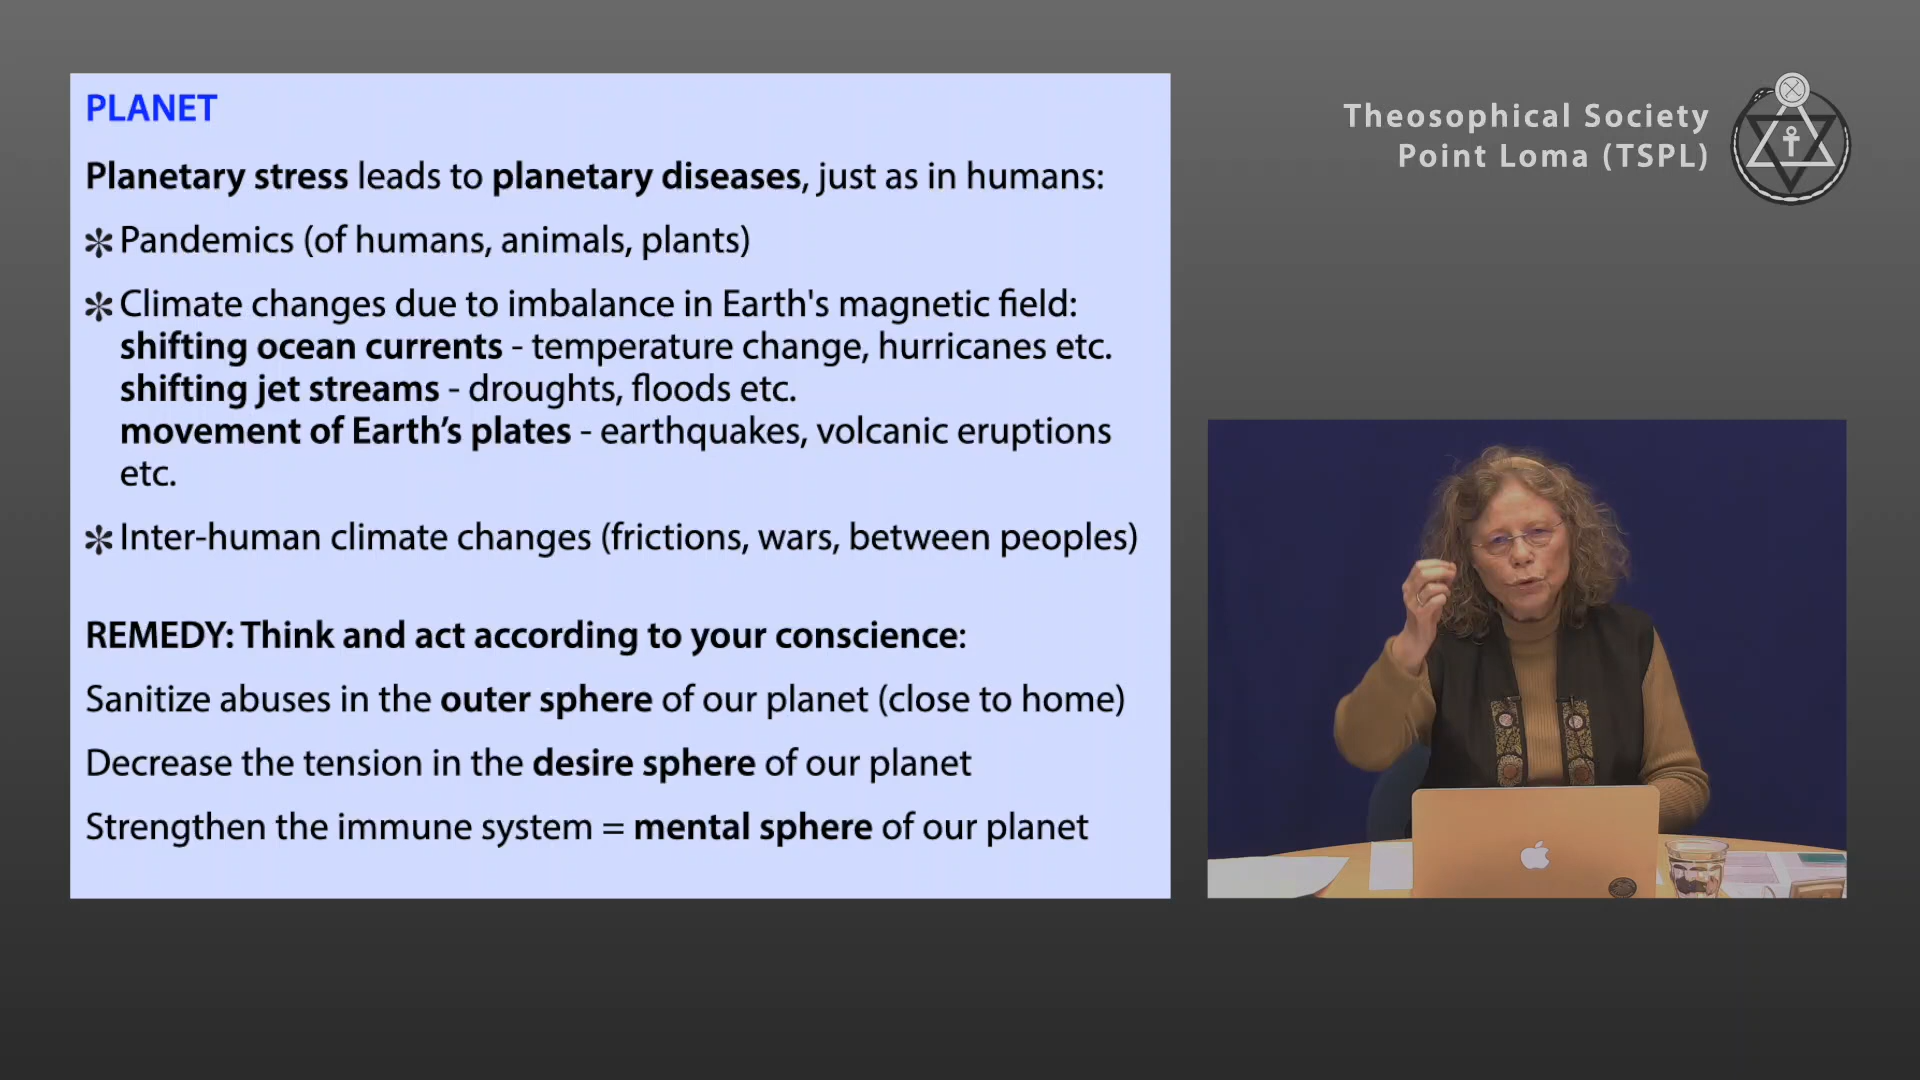 PLANET
Planetary stress leads to planetary diseases, just as in humans:
✻ Pandemics (of humans, animals, plants)
✻ Climate changes due to imbalance in Earth's magnetic field:
shifting ocean currents - temperature change, hurricanes etc.
shifting jet streams - droughts, floods etc.
movement of Earth’s plates - earthquakes, volcanic eruptions
etc.
✻ Inter-human climate changes (frictions, wars, between peoples)
REMEDY: Think and act according to your conscience:
Sanitize abuses in the outer sphere of our planet (close to home)
Decrease the tension in the desire sphere of our planet
Strengthen the immune system = mental sphere of our planet
Theosophical Society
Point Loma (TSPL)